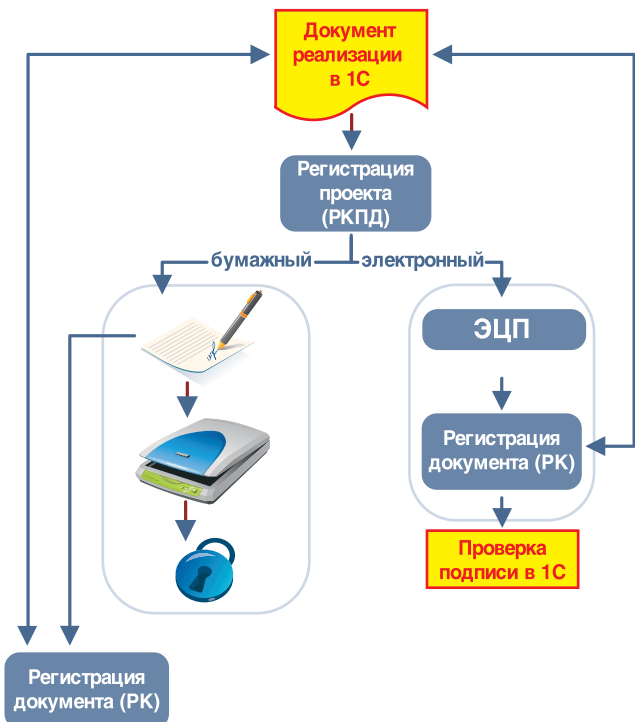 Документ
реализации
в 1С
Регистрация
проекта
(РКПД)
бумажный
электронный
ЭЦП
Регистрация
документа (РК)
Проверка
подписи в 1С
Регистрация
документа (РК)